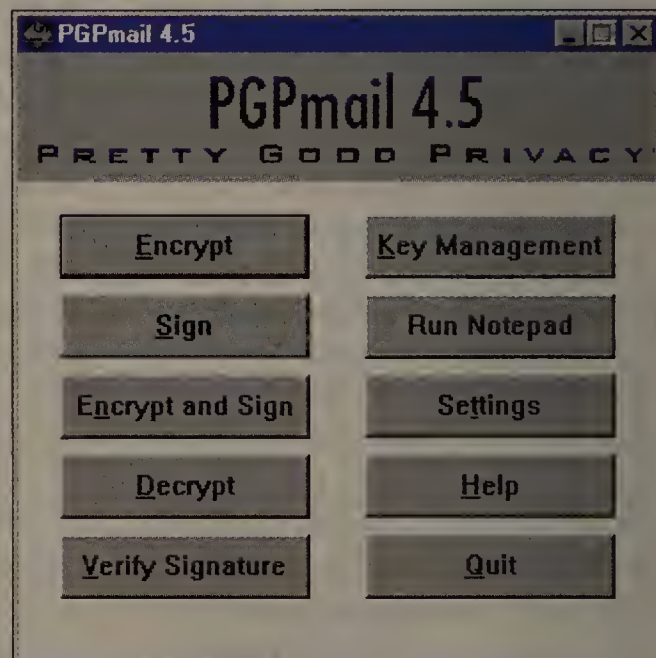 PGPmail 4.5
PGPmail 4.5
PRETTY GOOD PRIVACY
Encrypt
Key Management
Sign
Run Notepad
Encrypt and Sign
Settings
Decrypt
Help
Verify Signature
Quit